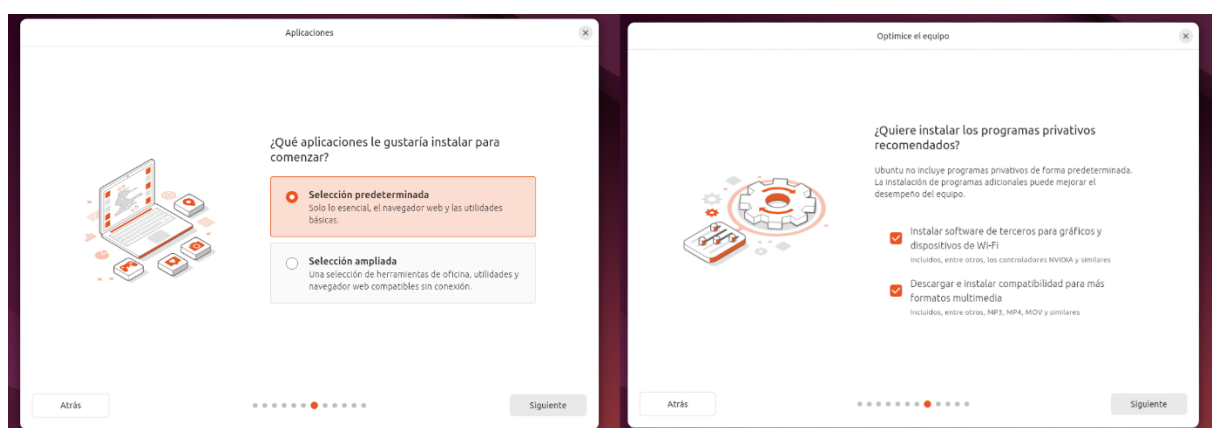 Aplicaciones
¿Qué aplicaciones le gustaría instalar para
comenzar?
Selección predeterminada
Solo lo esencial, el navegador web y las utilidades
básicas.
Selección ampliada
Una selección de herramientas de oficina, utilidades y
navegador web compatibles sin conexión.
Atrás
Siguiente
Optimice el equipo
¿Quiere instalar los programas privativos
recomendados?
Ubuntu no incluye programas privativos de forma predeterminada.
La instalación de programas adicionales puede mejorar el
desempeño del equipo.
Instalar software de terceros para gráficos y
dispositivos de Wi-Fi
Incluidos, entre otros, los controladores NVIDIA y similares
Descargar e instalar compatibilidad para más
formatos multimedia
Incluidos, entre otros, MP3, MP4, MOV y similares
Atrás
Siguiente